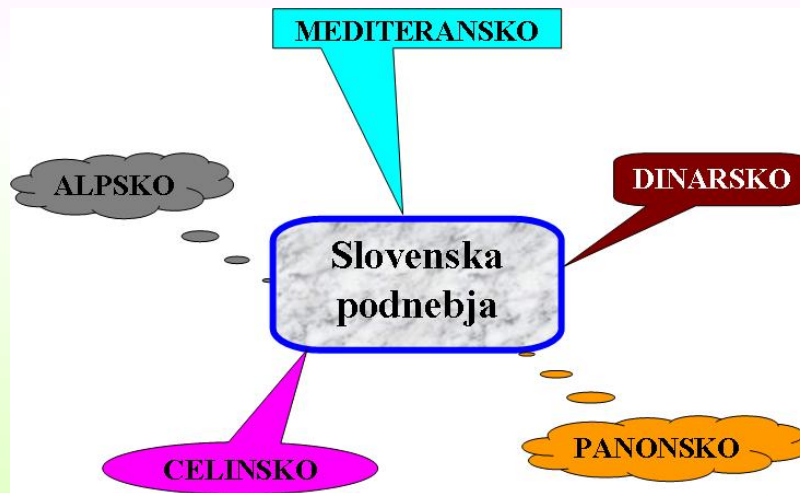 MEDITERANSKO
ALPSKO
DINARSKO
Slovenska
podnebja
PANONSKO
CELINSKO